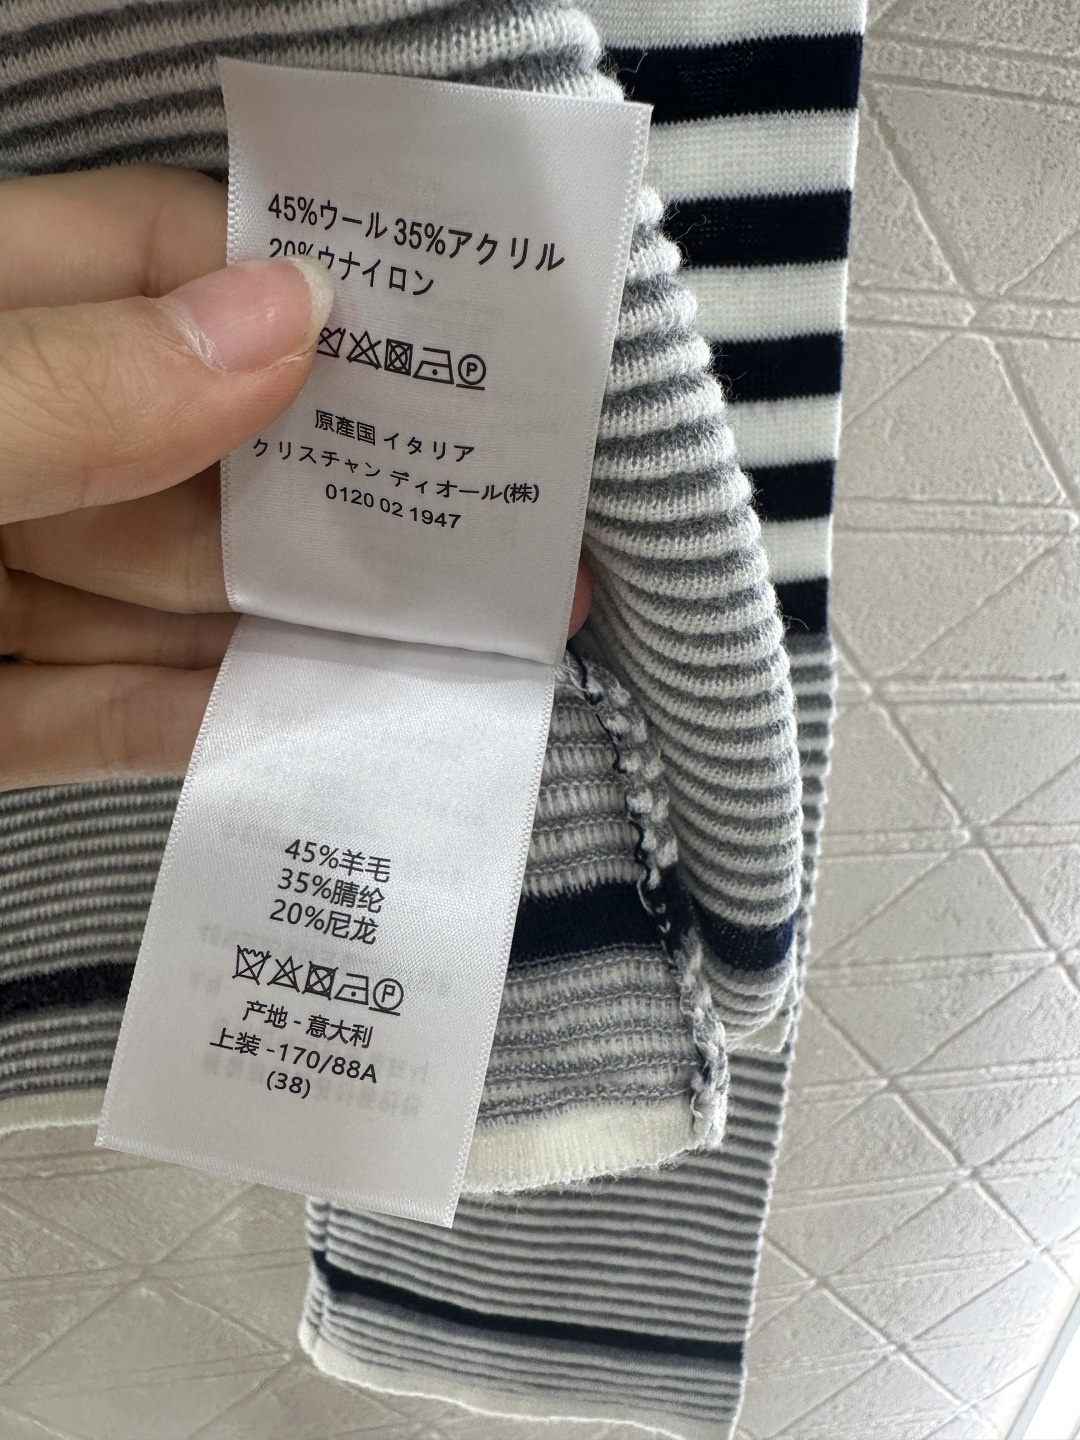 45%ウール 35%アクリル
20%ウナイロン
P
原產国 イタリア
クリスチャン ディオール(株)
0120 02 1947
45%羊毛
35%腈纶
20%尼龙
P
产地 - 意大利
上装 -170/88A
(38)